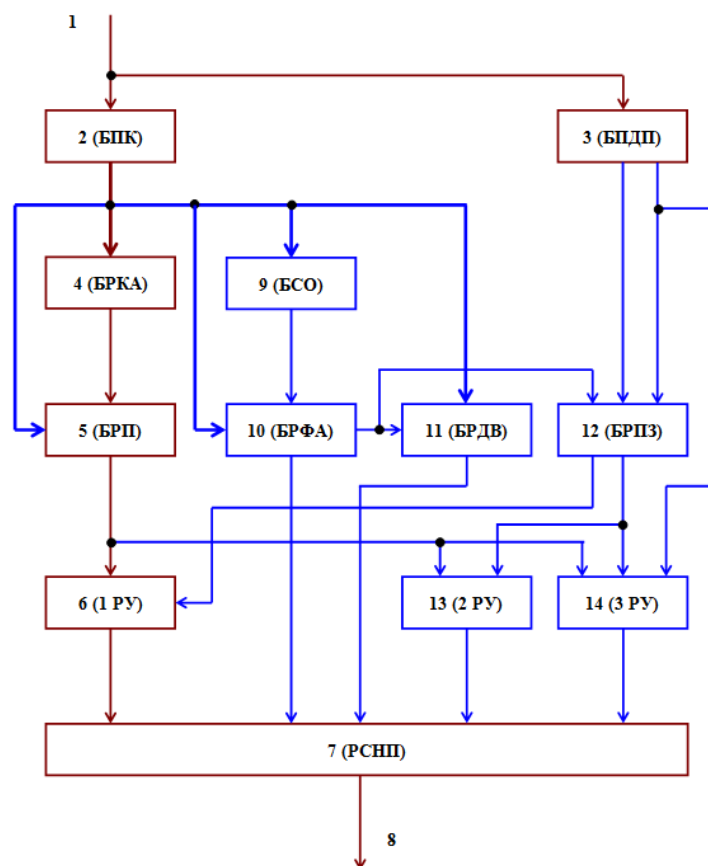 1
2 (БПК)
3 (БПДП)
4 (БРКА)
9 (БСО)
5 (БРП)
10 (БРФА)
11 (БРДВ)
12 (БРПЗ)
6 (1 РУ)
13 (2 РУ)
14 (3 РУ)
7 (РСНП)
8